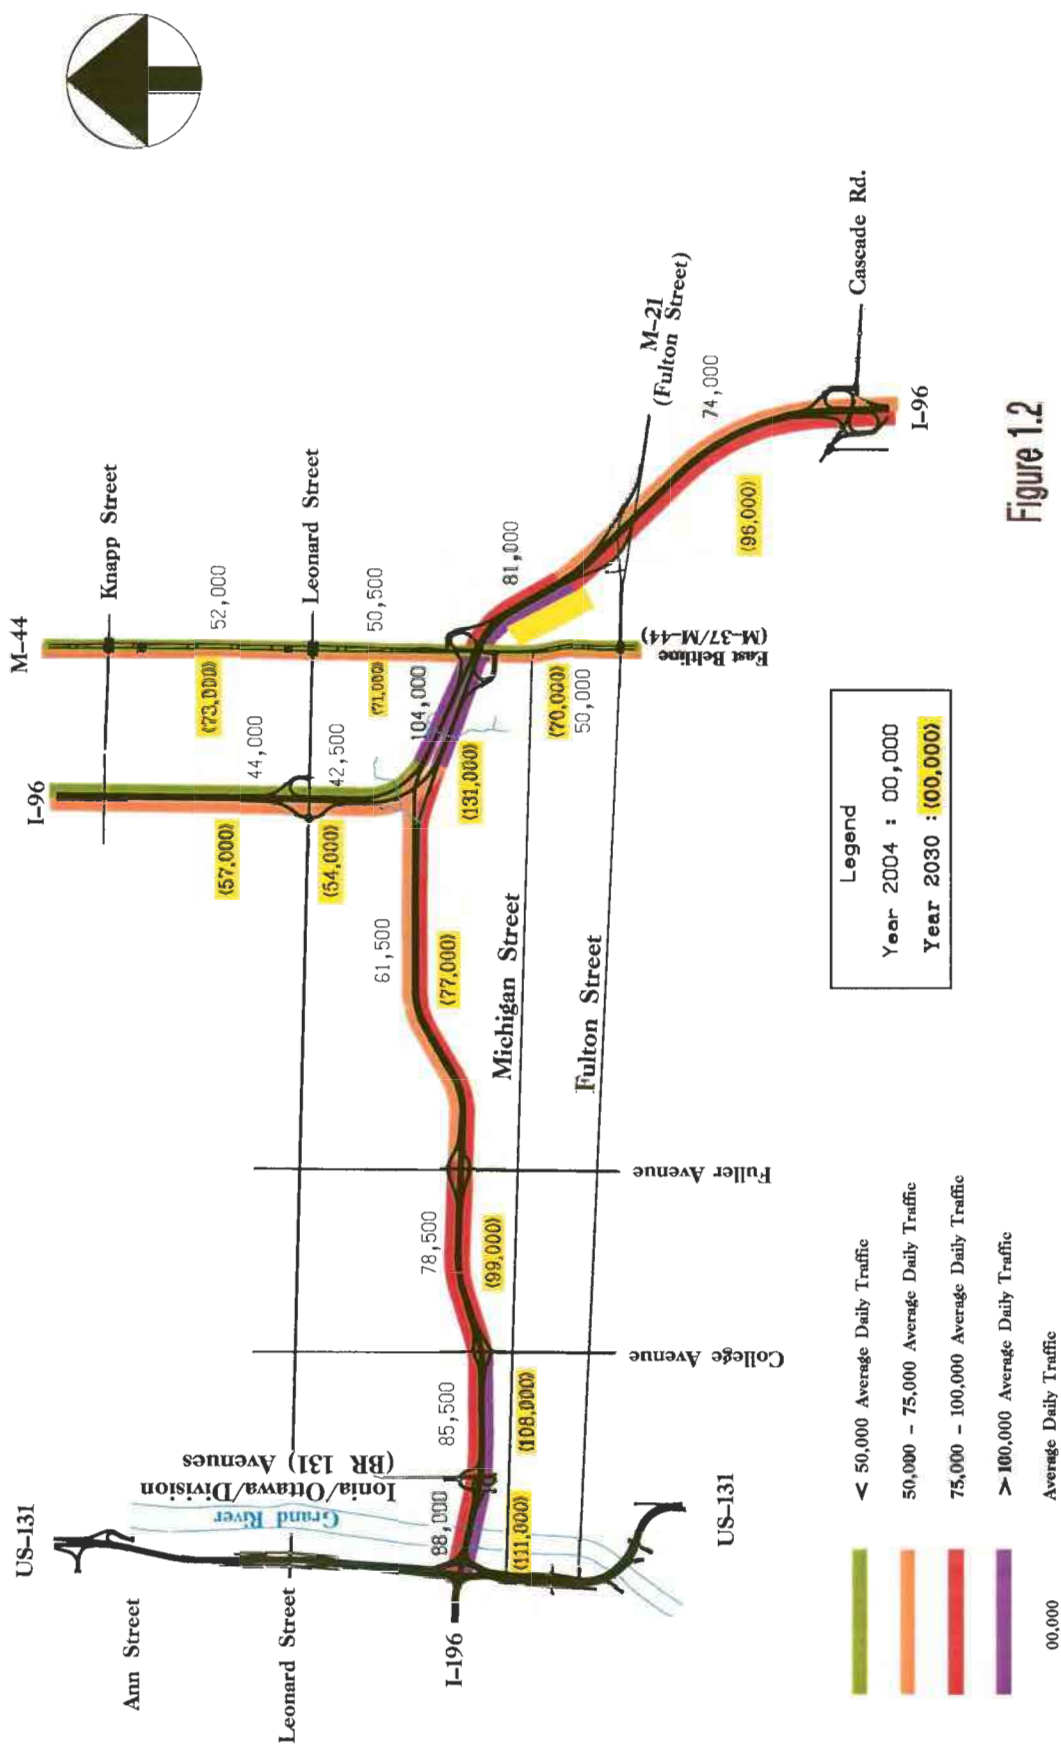 US-131
Ann Street
Leonard Street
I-196
US-131
Grand River
Ionia/Ottawa/Division
(BR 131) Avenues
88,000
(111,000)
85,500
(108,000)
College Avenue
78,500
(99,000)
Fuller Avenue
Michigan Street
Fulton Street
61,500
(77,000)
I-96
(57,000)
44,000
(54,000)
42,500
104,000
(131,000)
M-44
Knapp Street
52,000
(73,000)
Leonard Street
50,500
(71,000)
(70,000)
50,000
East Beltline
(M-37/M-44)
81,000
M-21
(Fulton Street)
74,000
(96,000)
Cascade Rd.
I-96
Legend
Year 2004 : 00,000
Year 2030 : (00,000)
< 50,000 Average Daily Traffic
50,000 - 75,000 Average Daily Traffic
75,000 - 100,000 Average Daily Traffic
> 100,000 Average Daily Traffic
00,000 Average Daily Traffic
Figure 1.2